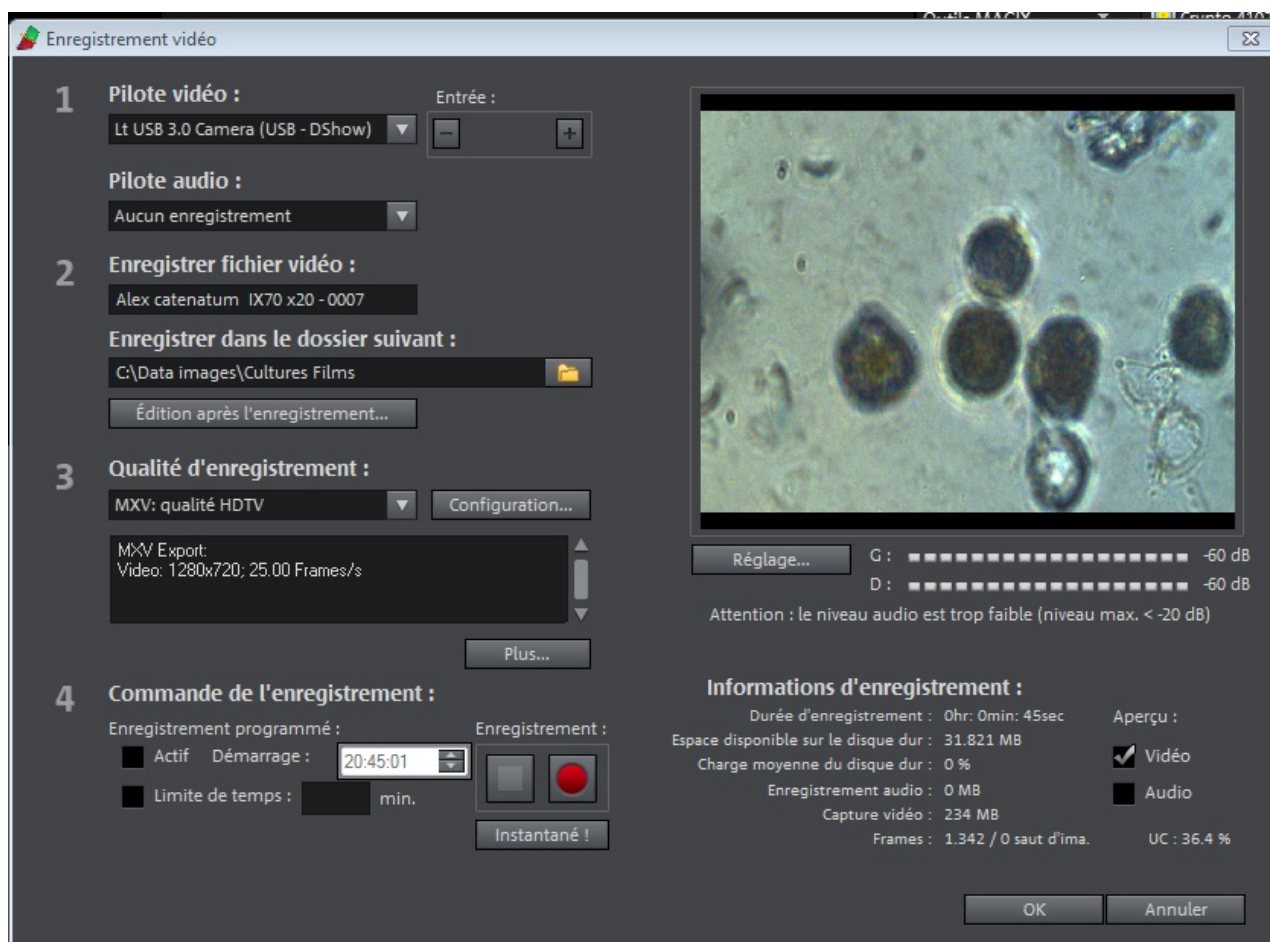 Outils MAGIX
Crypto 410
Enregistrement vidéo
1
Pilote vidéo :
Entrée :
Lt USB 3.0 Camera (USB - DShow)
Pilote audio :
Aucun enregistrement
2
Enregistrer fichier vidéo :
Alex catenatum IX70 x20 - 0007
Enregistrer dans le dossier suivant :
C:\Data images\Cultures Films
Édition après l'enregistrement...
3
Qualité d'enregistrement :
MXV: qualité HDTV
Configuration...
MXV Export:
Video: 1280x720; 25.00 Frames/s
Plus...
4
Commande de l'enregistrement :
Enregistrement programmé :
Enregistrement :
Actif Démarrage : 20:45:01
Limite de temps : min.
Instantané !
Réglage...
G : -60 dB
D : -60 dB
Attention : le niveau audio est trop faible (niveau max. < -20 dB)
Informations d'enregistrement :
Durée d'enregistrement : 0hr: 0min: 45sec
Espace disponible sur le disque dur : 31.821 MB
Charge moyenne du disque dur : 0 %
Enregistrement audio : 0 MB
Capture vidéo : 234 MB
Frames : 1.342 / 0 saut d'ima.
Aperçu :
Vidéo
Audio
UC : 36.4 %
OK
Annuler